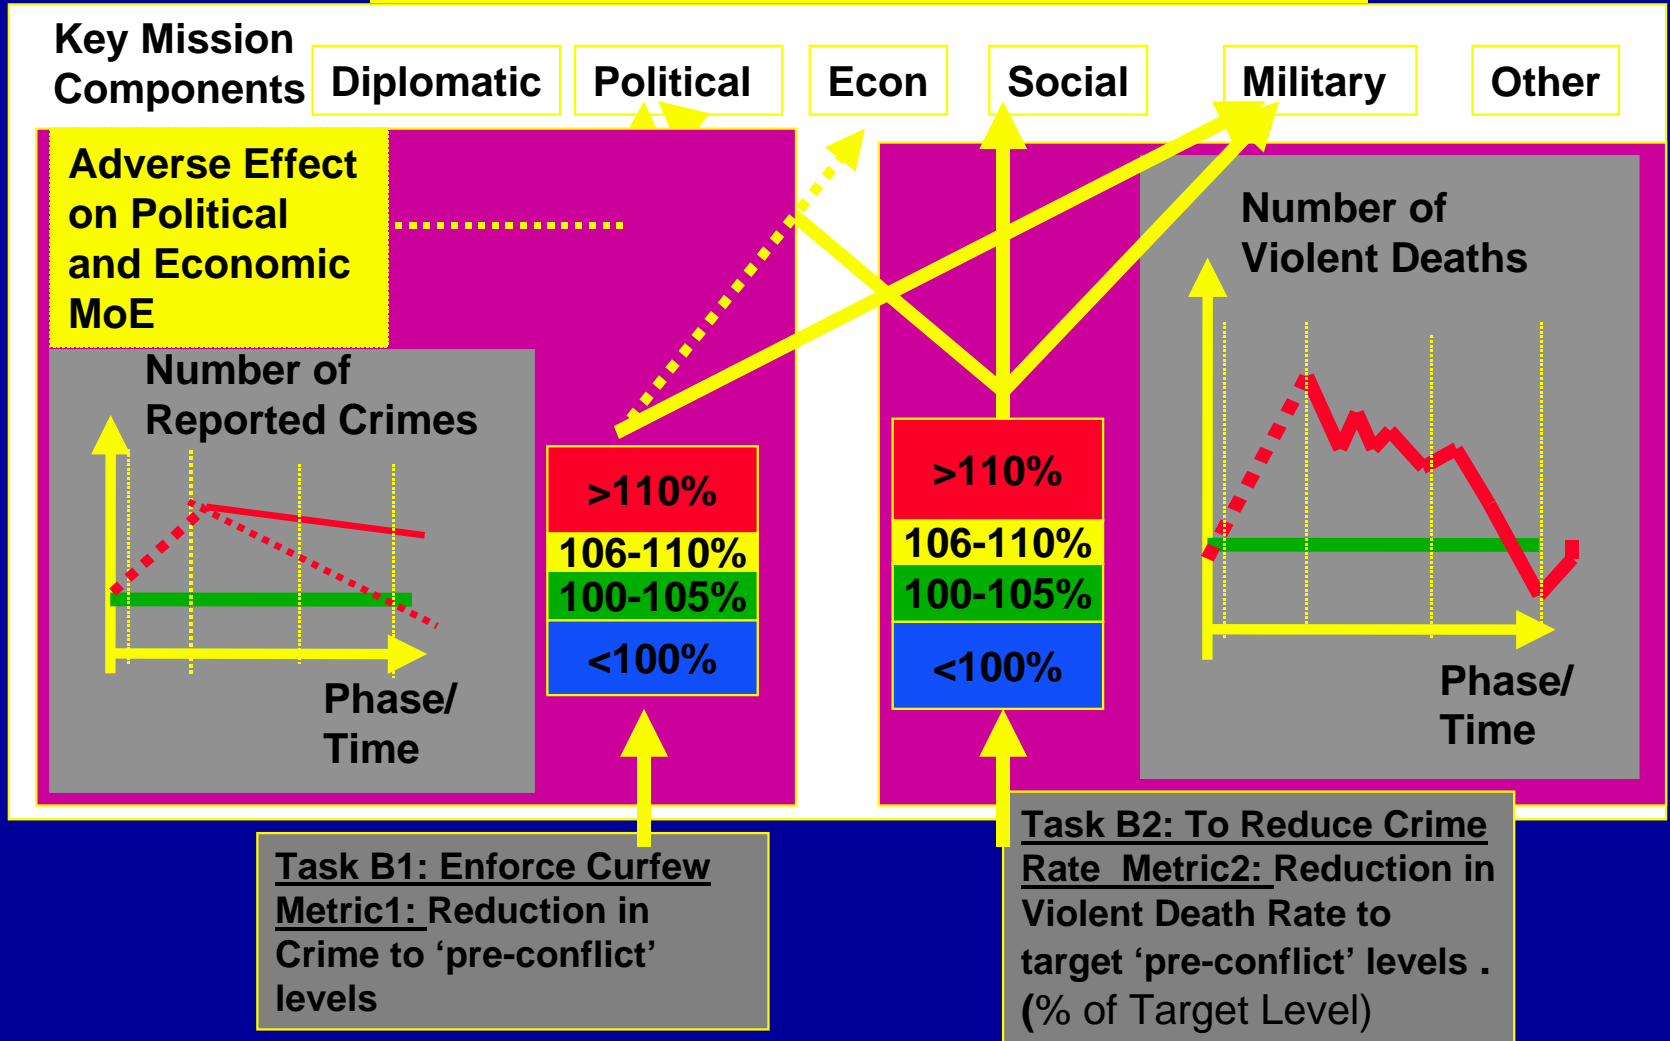 Key Mission
Components
Diplomatic
Political
Econ
Social
Military
Other
Adverse Effect
on Political
and Economic
MoE
Number of
Reported Crimes
Phase/
Time
>110%
106-110%
100-105%
<100%
>110%
106-110%
100-105%
<100%
Number of
Violent Deaths
Phase/
Time
Task B1: Enforce Curfew
Metric1: Reduction in
Crime to ‘pre-conflict’
levels
Task B2: To Reduce Crime
Rate  Metric2: Reduction in
Violent Death Rate to
target ‘pre-conflict’ levels .
(% of Target Level)